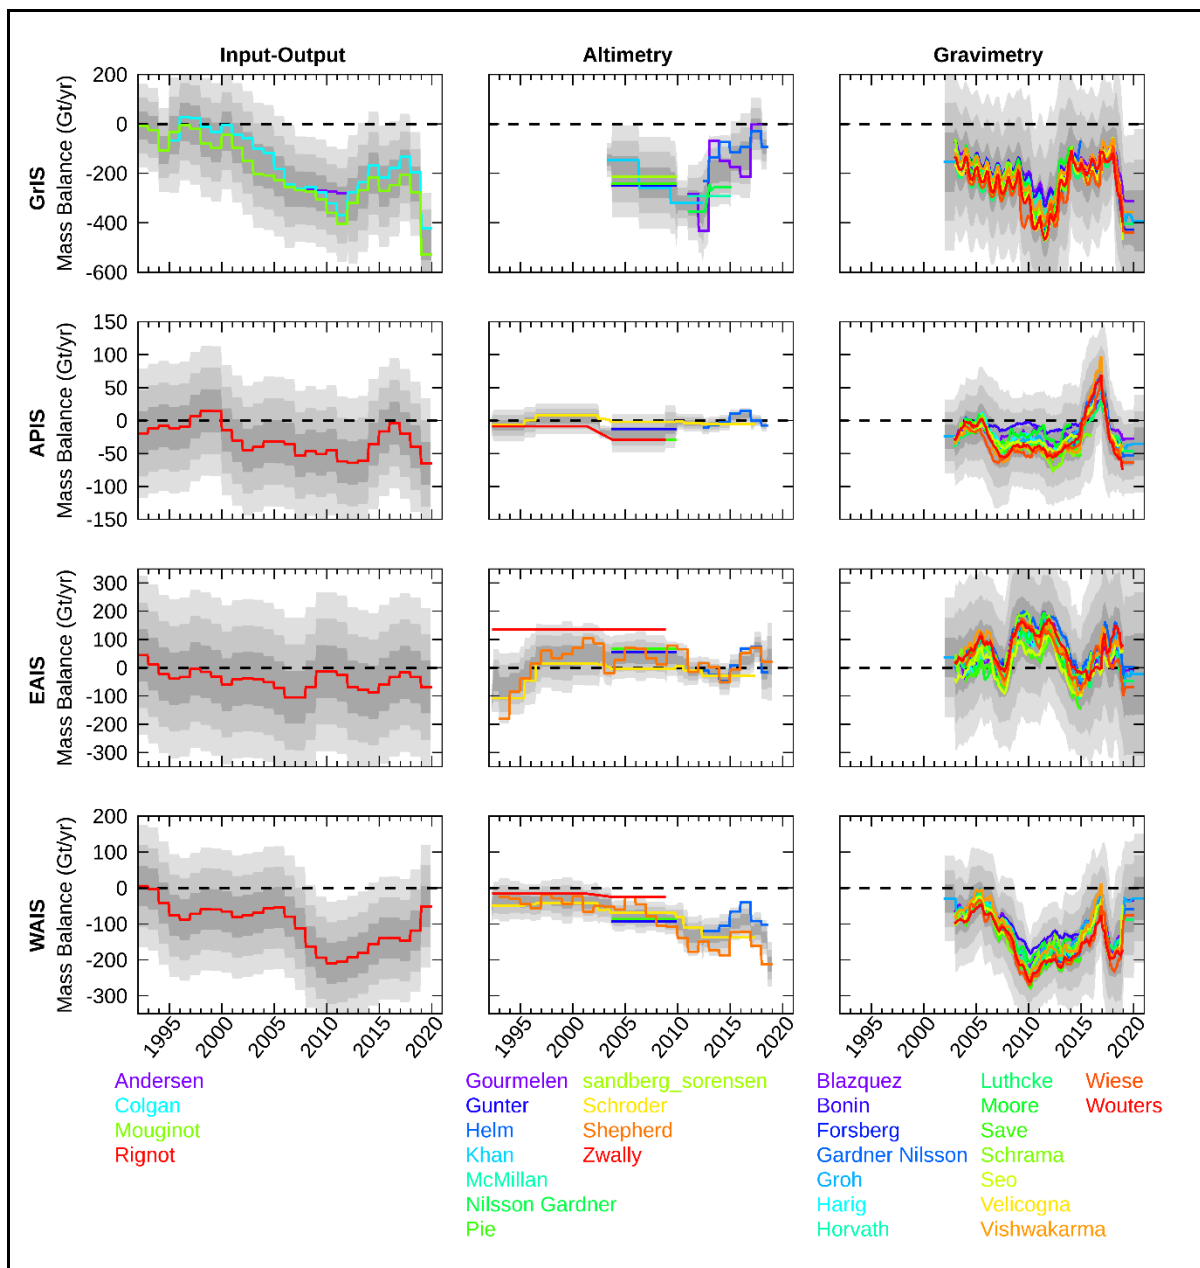 Input-Output
Altimetry
Gravimetry
GrIS
Mass Balance (Gt/yr)
200
0
-200
-400
-600
APIS
Mass Balance (Gt/yr)
150
100
50
0
-50
-100
-150
EAIS
Mass Balance (Gt/yr)
300
200
100
0
-100
-200
-300
WAIS
Mass Balance (Gt/yr)
200
100
0
-100
-200
-300
1995 2000 2005 2010 2015 2020
1995 2000 2005 2010 2015 2020
1995 2000 2005 2010 2015 2020
Andersen
Colgan
Mouginot
Rignot
Gourmelen
Gunter
Helm
Khan
McMillan
Nilsson Gardner
Pie
sandberg_sorensen
Schroder
Shepherd
Zwally
Blazquez
Bonin
Forsberg
Gardner Nilsson
Groh
Harig
Horvath
Luthcke
Moore
Save
Schrama
Seo
Velicogna
Vishwakarma
Wiese
Wouters